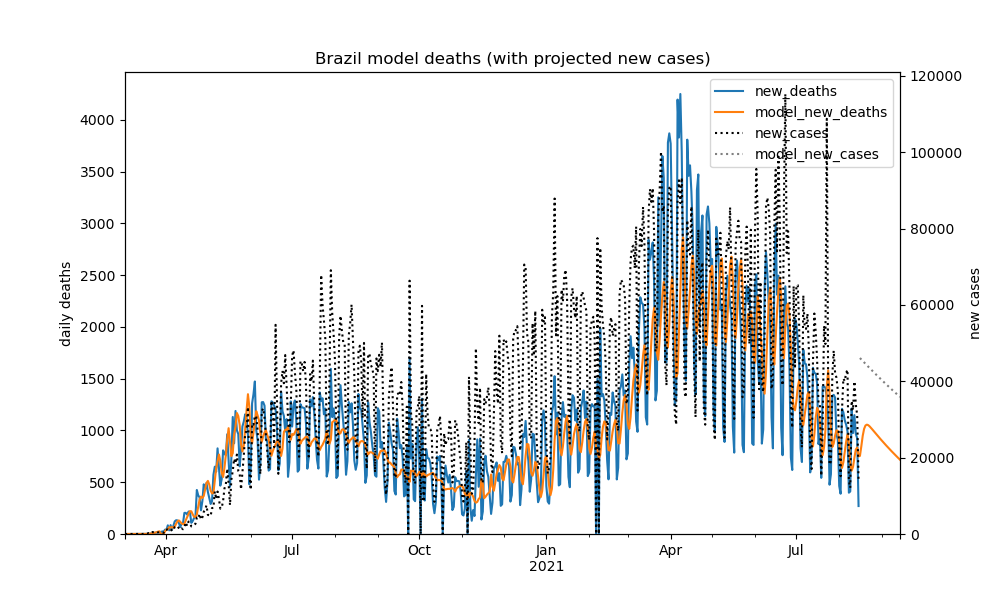 Brazil model deaths (with projected new cases)
new_deaths
model_new_deaths
new_cases
model_new_cases
daily deaths
4000
3500
3000
2500
2000
1500
1000
500
0
120000
100000
80000
60000
40000
20000
0
new cases
Apr
Jul
Oct
Jan
2021
Apr
Jul